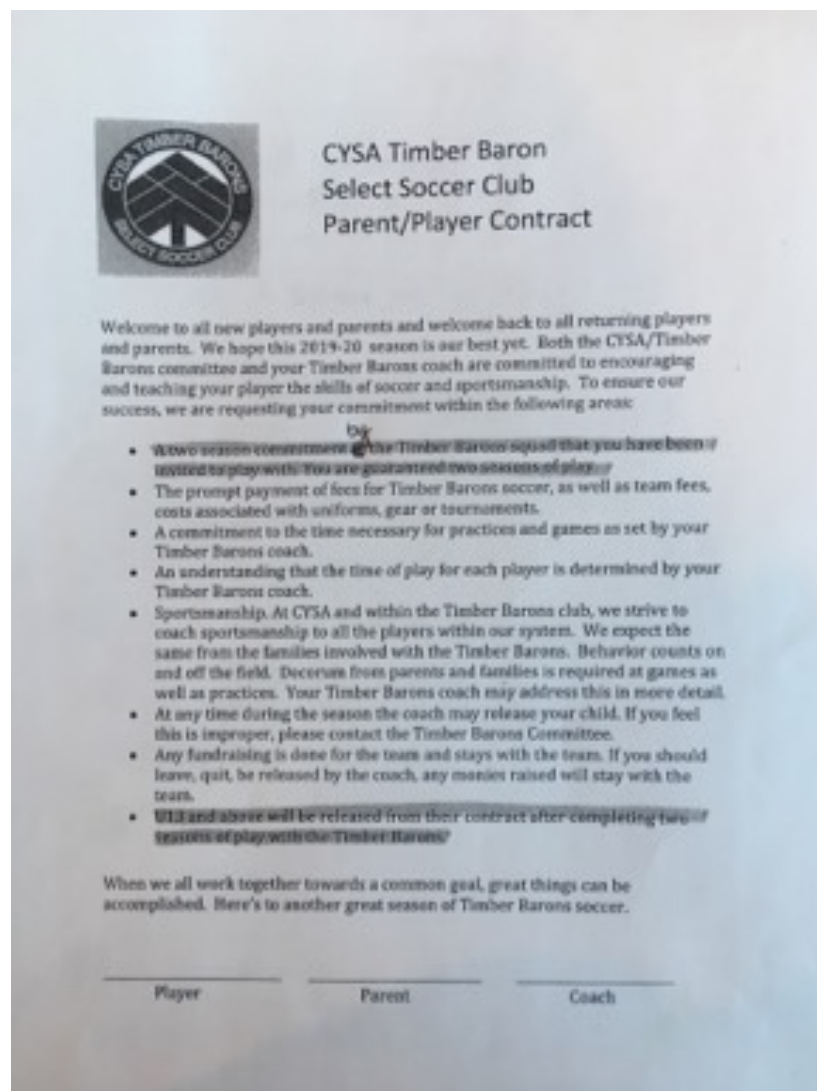 CYSA TIMBER BARONS
SELECT SOCCER CLUB
CYSA Timber Baron
Select Soccer Club
Parent/Player Contract
Welcome to all new players and parents and welcome back to all returning players
and parents. We hope this 2019-20 season is our best yet. Both the CYSA/Timber
Barons committee and your Timber Barons coach are committed to encouraging
and teaching your player the skills of soccer and sportsmanship. To ensure our
success, we are requesting your commitment within the following areas:
by
• A two season commitment the Timber Barons squad that you have been
invited to play with. You are guaranteed two seasons of play.
• The prompt payment of fees for Timber Barons soccer, as well as team fees,
costs associated with uniforms, gear or tournaments.
• A commitment to the time necessary for practices and games as set by your
Timber Barons coach.
• An understanding that the time of play for each player is determined by your
Timber Barons coach.
• Sportsmanship. At CYSA and within the Timber Barons club, we strive to
coach sportsmanship to all the players within our system. We expect the
same from the families involved with the Timber Barons. Behavior counts on
and off the field. Decorum from parents and families is required at games as
well as practices. Your Timber Barons coach may address this in more detail.
• At any time during the season the coach may release your child. If you feel
this is improper, please contact the Timber Barons Committee.
• Any fundraising is done for the team and stays with the team. If you should
leave, quit, be released by the coach, any monies raised will stay with the
team.
• U13 and above will be released from their contract after completing two
seasons of play with the Timber Barons.
When we all work together towards a common goal, great things can be
accomplished. Here's to another great season of Timber Barons soccer.
Player Parent Coach